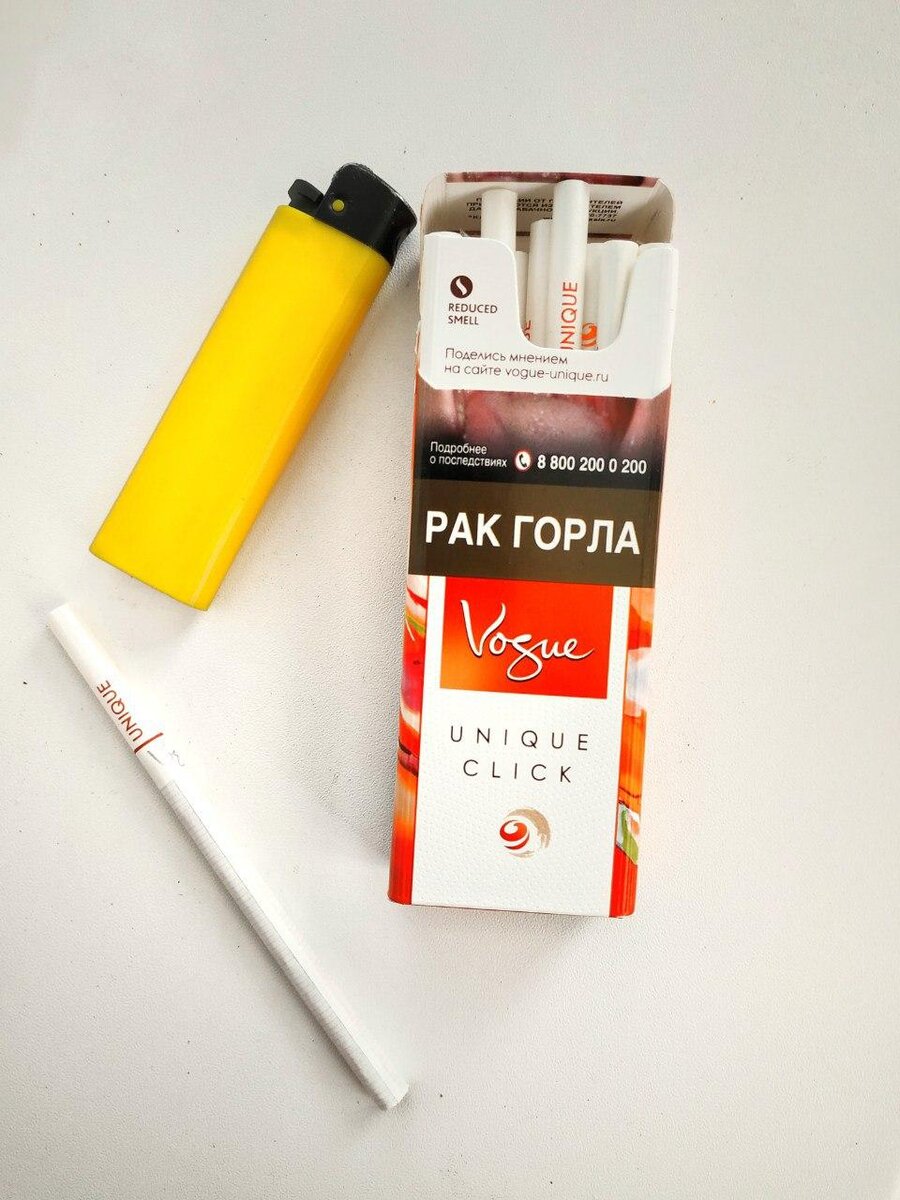 REDUCED
SMELL
UNIQUE
Поделись мнением
на сайте vogue-unique.ru
Подробнее
о последствиях 8 800 200 0 200
РАК ГОРЛА
Vogue
UNIQUE
CLICK
UNIQUE